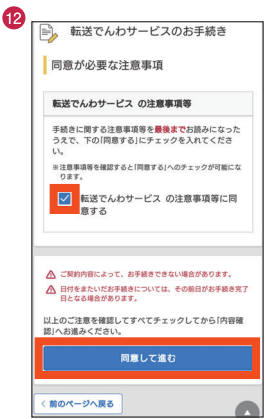 12
転送でんわサービスのお手続き
同意が必要な注意事項
転送でんわサービス の注意事項等
手続きに関する注意事項等を最後までお読みになった
うえで、下の「同意する」にチェックを入れてくださ
い。
※注意事項等を確認すると「同意する」へのチェックが可能にな
ります。
転送でんわサービス の注意事項等に同
意する
ご契約内容によって、お手続きできない場合があります。
日付をまたいだお手続きについては、その前日がお手続き完了
日となる場合があります。
以上のご注意を確認してすべてチェックしてから「内容確
認」へお進みください。
同意して進む
前のページへ戻る